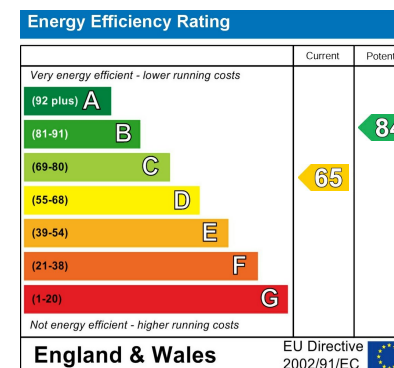 Energy Efficiency Rating
Current Potent
Very energy efficient - lower running costs
(92 plus) A
(81-91) B
84
(69-80) C
65
(55-68) D
(39-54) E
(21-38) F
(1-20) G
Not energy efficient - higher running costs
England & Wales
EU Directive
2002/91/EC